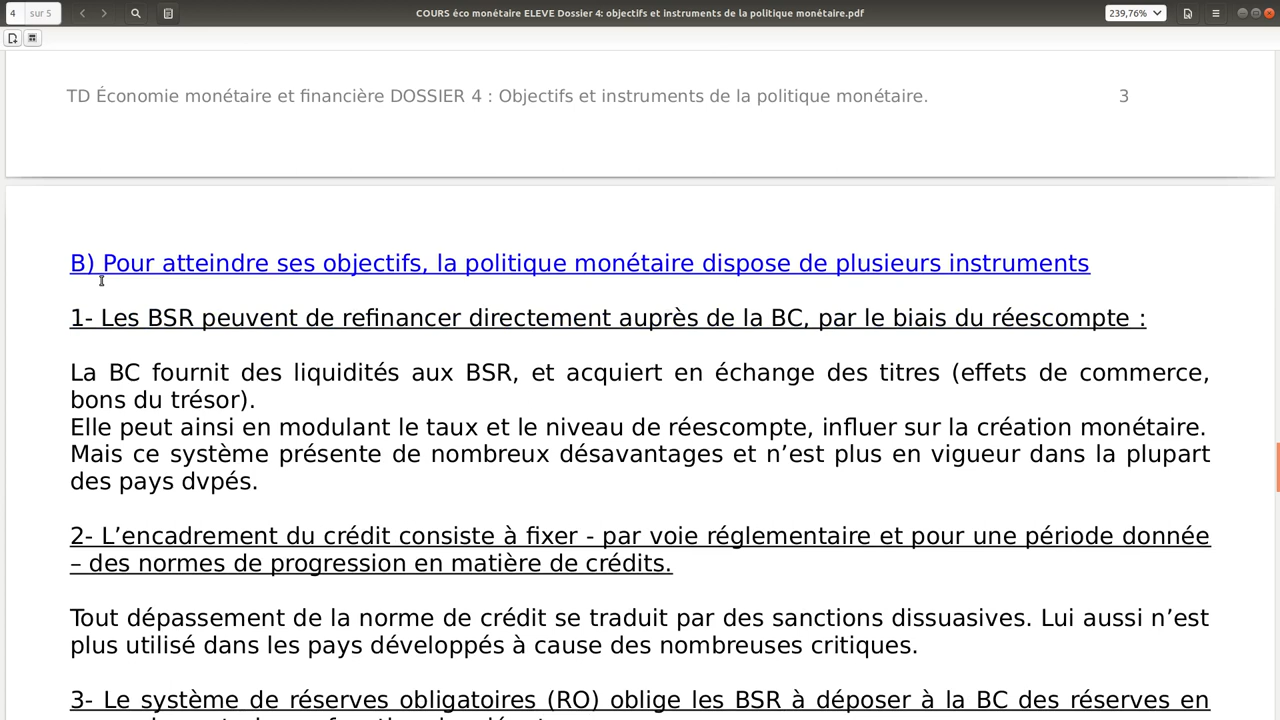 4 sur 5
COURS éco monétaire ELEVE Dossier 4: objectifs et instruments de la politique monétaire.pdf
239,76%
TD Économie monétaire et financière DOSSIER 4 : Objectifs et instruments de la politique monétaire. 3
B) Pour atteindre ses objectifs, la politique monétaire dispose de plusieurs instruments
1- Les BSR peuvent de refinancer directement auprès de la BC, par le biais du réescompte :
La BC fournit des liquidités aux BSR, et acquiert en échange des titres (effets de commerce,
bons du trésor).
Elle peut ainsi en modulant le taux et le niveau de réescompte, influer sur la création monétaire.
Mais ce système présente de nombreux désavantages et n’est plus en vigueur dans la plupart
des pays dvpés.
2- L’encadrement du crédit consiste à fixer - par voie réglementaire et pour une période donnée
– des normes de progression en matière de crédits.
Tout dépassement de la norme de crédit se traduit par des sanctions dissuasives. Lui aussi n’est
plus utilisé dans les pays développés à cause des nombreuses critiques.
3- Le système de réserves obligatoires (RO) oblige les BSR à déposer à la BC des réserves en